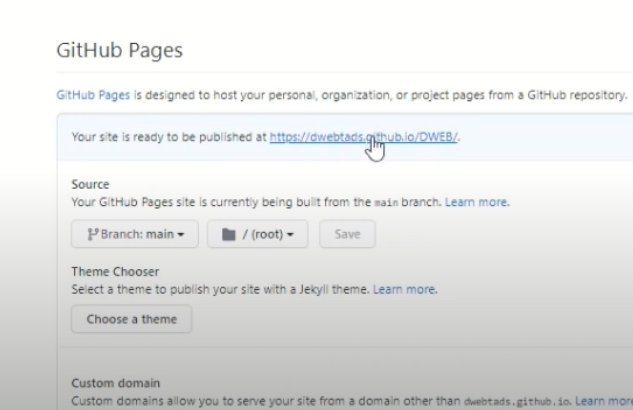 GitHub Pages
GitHub Pages is designed to host your personal, organization, or project pages from a GitHub repository.
Your site is ready to be published at https://dwebtads.github.io/DWEB/.
Source
Your GitHub Pages site is currently being built from the main branch. Learn more.
Branch: main / (root) Save
Theme Chooser
Select a theme to publish your site with a Jekyll theme. Learn more.
Choose a theme
Custom domain
Custom domains allow you to serve your site from a domain other than dwebtads.github.io. Learn more